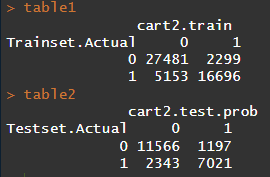 > table1
cart2.train
Trainset.Actual 0 1
0 27481 2299
1 5153 16696
> table2
cart2.test.prob
Testset.Actual 0 1
0 11566 1197
1 2343 7021